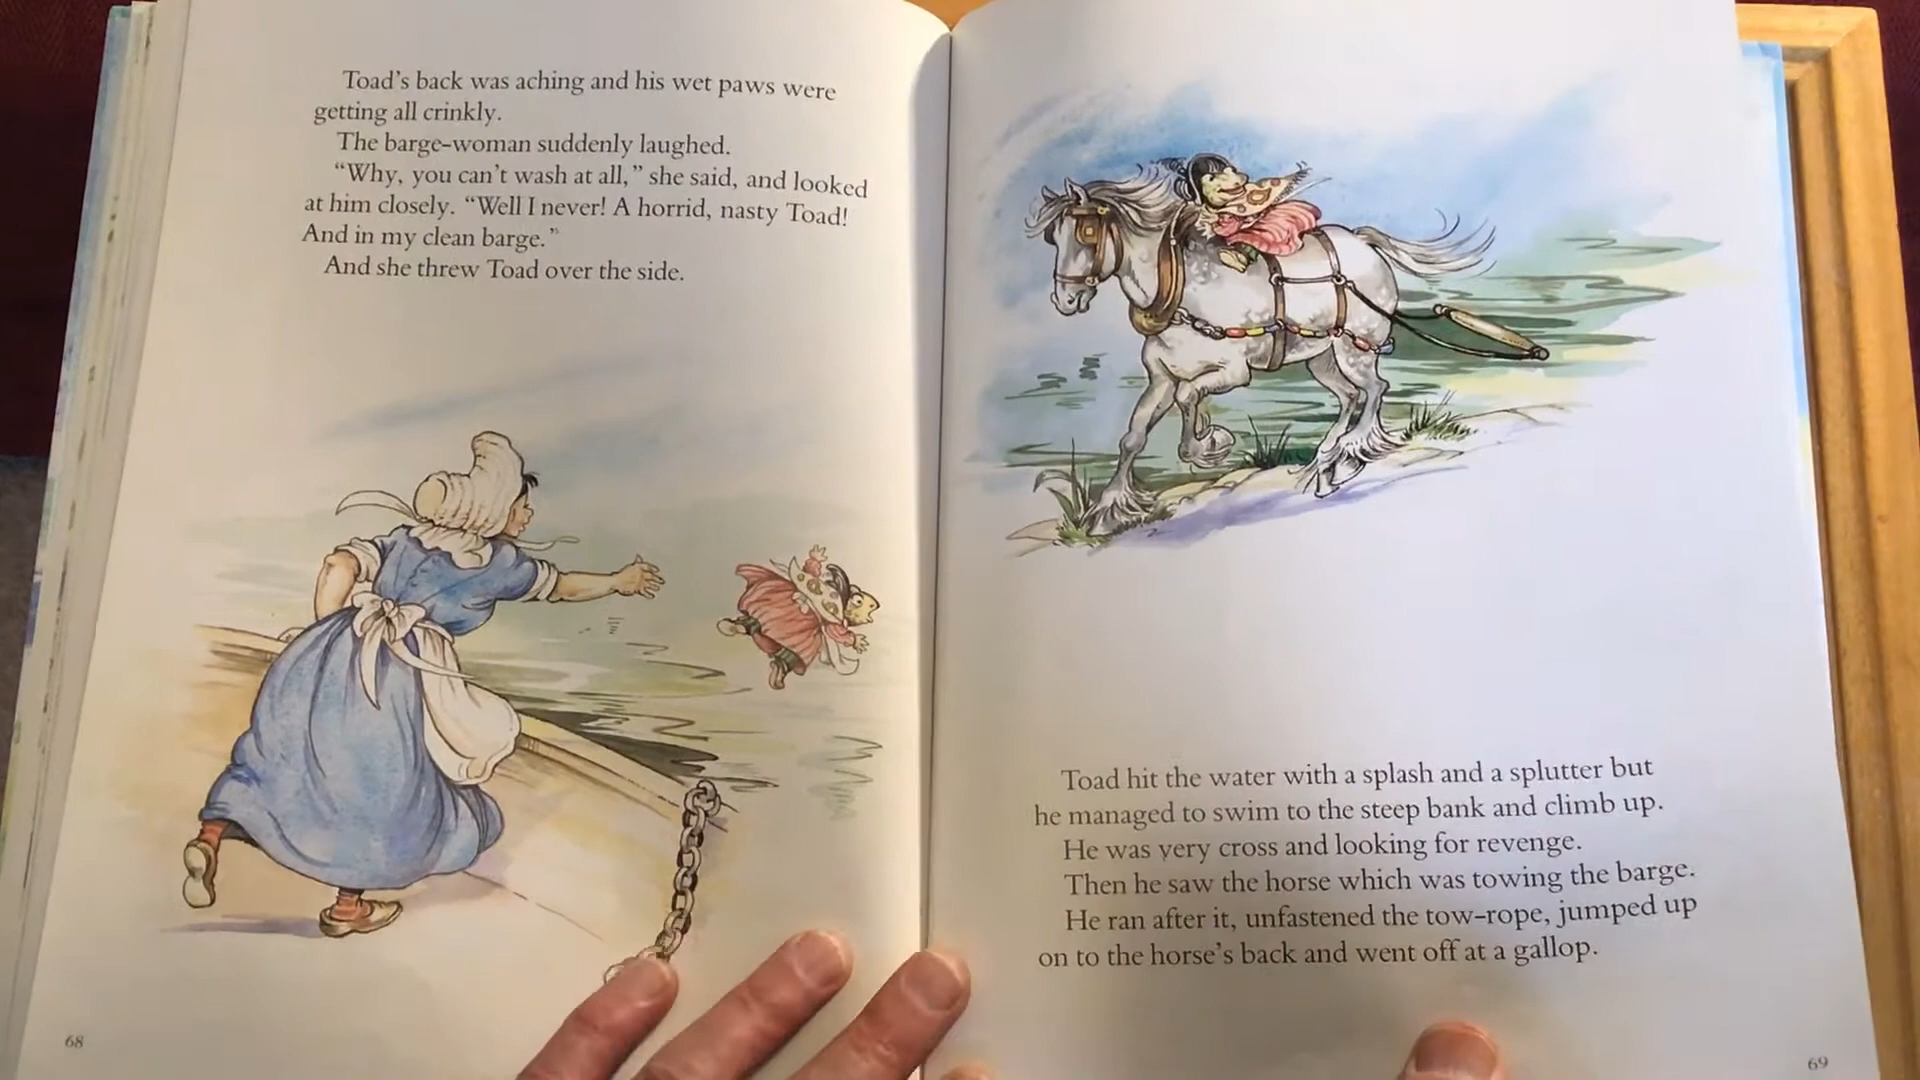 Toad’s back was aching and his wet paws were
getting all crinkly.
The barge-woman suddenly laughed.
“Why, you can’t wash at all,” she said, and looked
at him closely. “Well I never! A horrid, nasty Toad!
And in my clean barge.”
And she threw Toad over the side.
68
Toad hit the water with a splash and a splutter but
he managed to swim to the steep bank and climb up.
He was very cross and looking for revenge.
Then he saw the horse which was towing the barge.
He ran after it, unfastened the tow-rope, jumped up
on to the horse’s back and went off at a gallop.
69